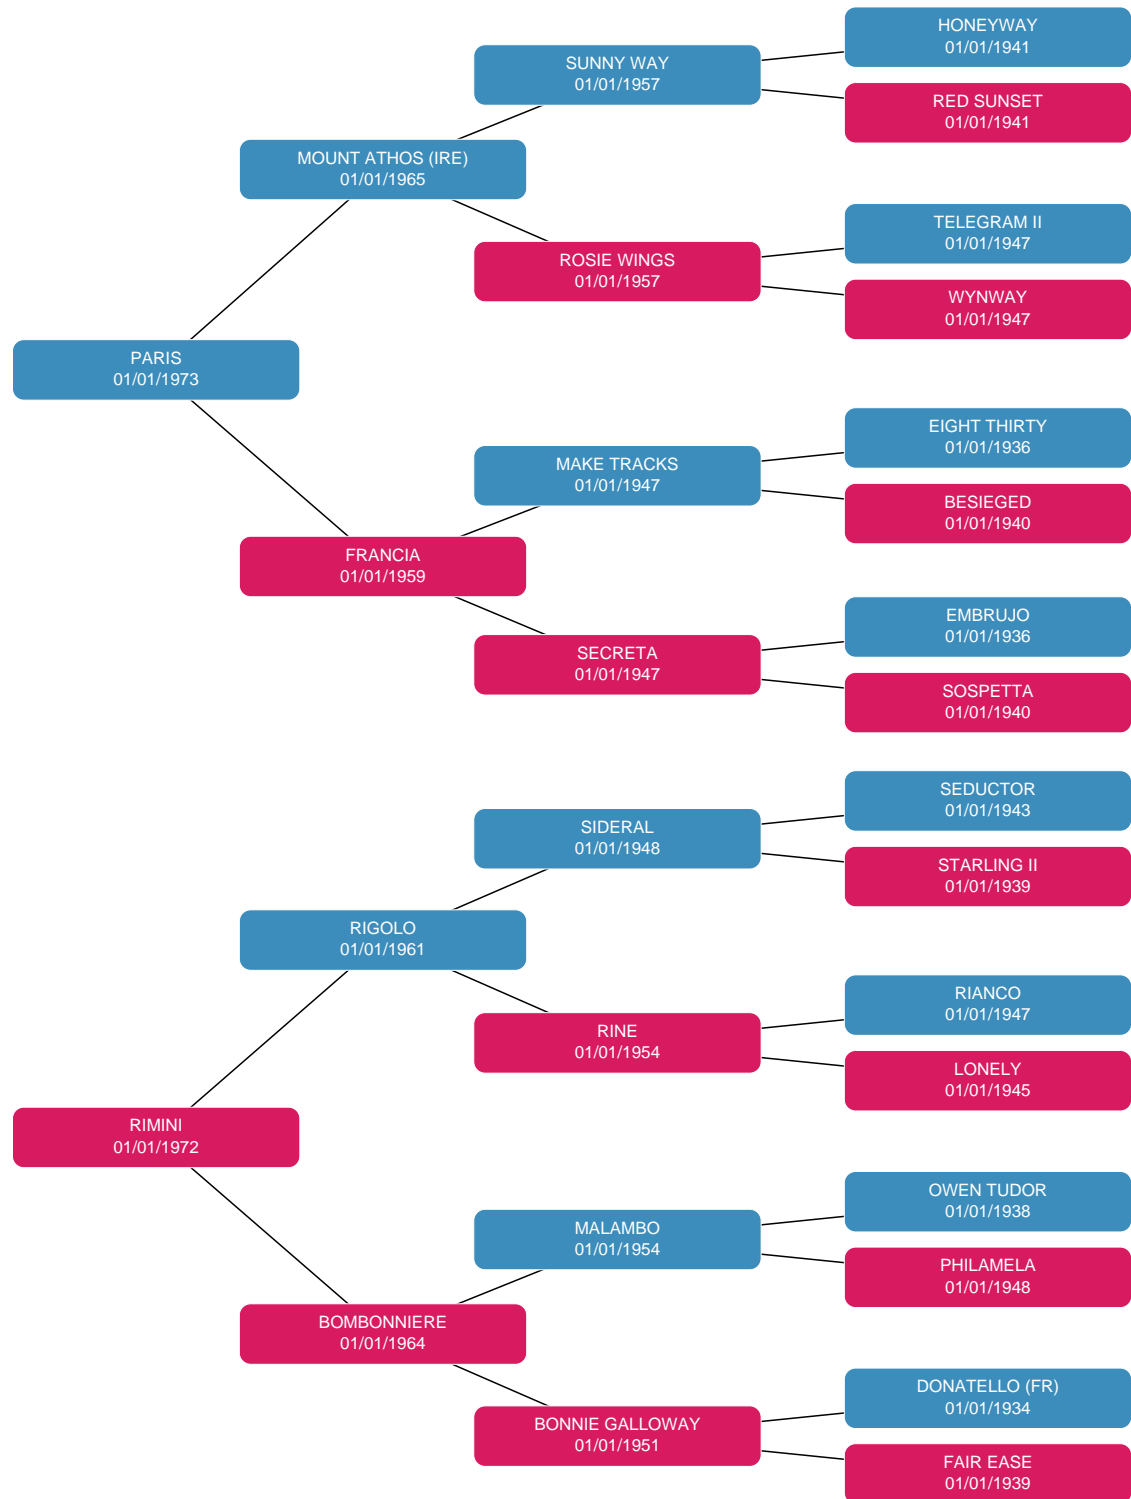 HONEYWAY
01/01/1941
SUNNY WAY
01/01/1957
RED SUNSET
01/01/1941
MOUNT ATHOS (IRE)
01/01/1965
TELEGRAM II
01/01/1947
ROSIE WINGS
01/01/1957
WYNWAY
01/01/1947
PARIS
01/01/1973
EIGHT THIRTY
01/01/1936
MAKE TRACKS
01/01/1947
BESIEGED
01/01/1940
FRANCIA
01/01/1959
EMBRUJO
01/01/1936
SECRETA
01/01/1947
SOSPETTA
01/01/1940
SEDUCTOR
01/01/1943
SIDERAL
01/01/1948
STARLING II
01/01/1939
RIGOLO
01/01/1961
RIANCO
01/01/1947
RINE
01/01/1954
LONELY
01/01/1945
RIMINI
01/01/1972
OWEN TUDOR
01/01/1938
MALAMBO
01/01/1954
PHILAMELA
01/01/1948
BOMBONNIERE
01/01/1964
DONATELLO (FR)
01/01/1934
BONNIE GALLOWAY
01/01/1951
FAIR EASE
01/01/1939